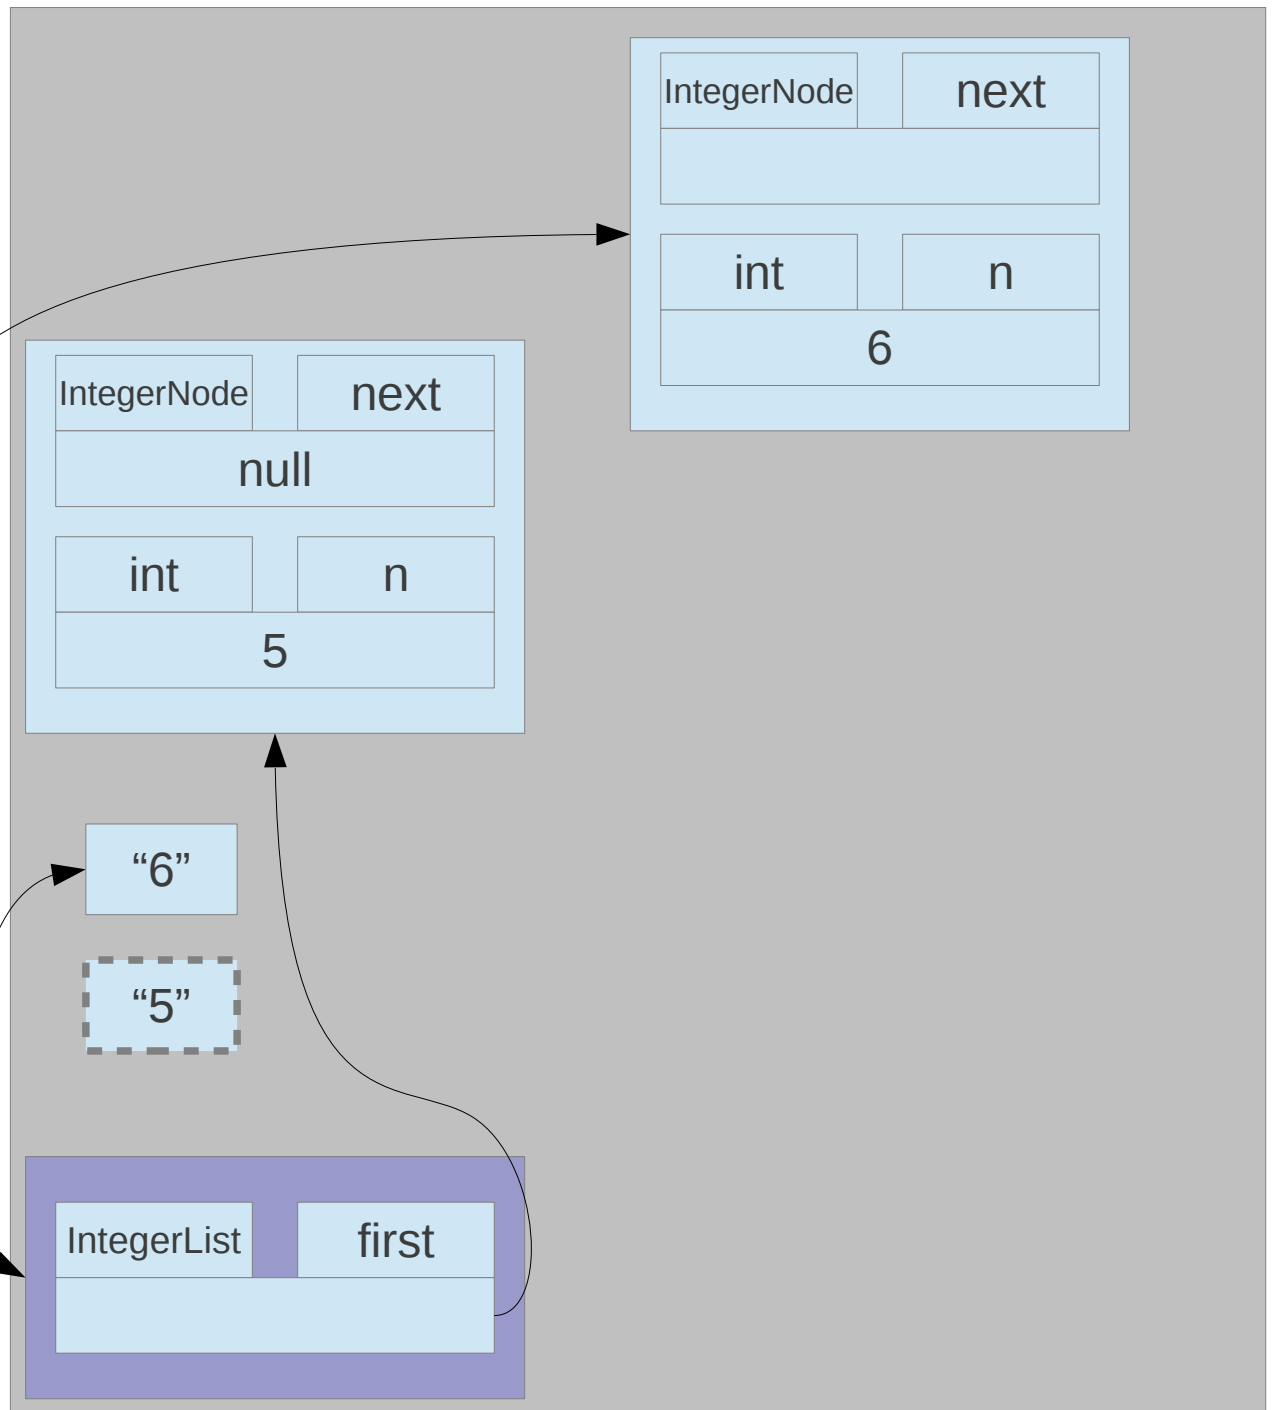 IntegerNode next
int n
6
IntegerNode next
null
int n
5
“6”
“5”
IntegerList first